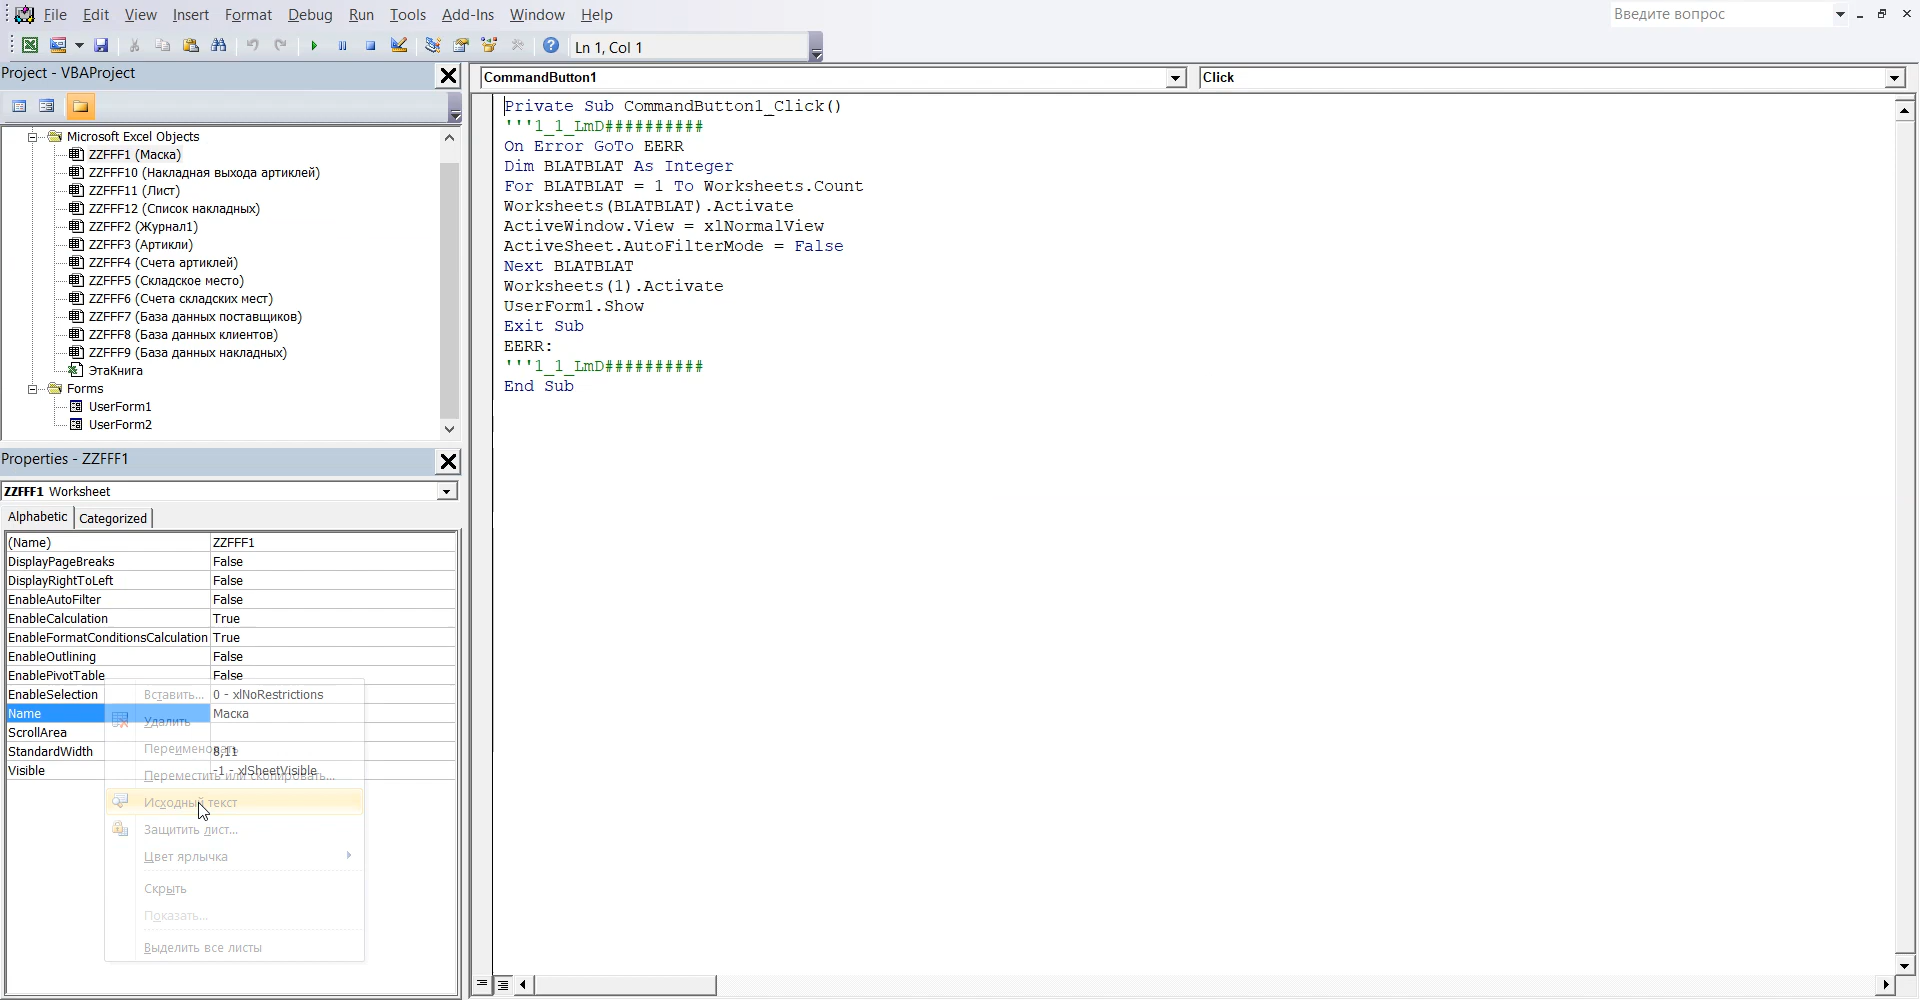 File Edit View Insert Format Debug Run Tools Add-Ins Window Help
Введите вопрос
Ln 1, Col 1
Project - VBAProject
Microsoft Excel Objects
ZZFFF1 (Маска)
ZZFFF10 (Накладная выхода артиклей)
ZZFFF11 (Лист)
ZZFFF12 (Список накладных)
ZZFFF2 (Журнал1)
ZZFFF3 (Артикли)
ZZFFF4 (Счета артиклей)
ZZFFF5 (Складское место)
ZZFFF6 (Счета складских мест)
ZZFFF7 (База данных поставщиков)
ZZFFF8 (База данных клиентов)
ZZFFF9 (База данных накладных)
ЭтаКнига
Forms
UserForm1
UserForm2
Properties - ZZFFF1
ZZFFF1 Worksheet
Alphabetic Categorized
(Name) ZZFFF1
DisplayPageBreaks False
DisplayRightToLeft False
EnableAutoFilter False
EnableCalculation True
EnableFormatConditionsCalculation True
EnableOutlining False
EnablePivotTable False
EnableSelection 0 - xlNoRestrictions
Name Маска
ScrollArea
StandardWidth 8,11
Visible -1 - xlSheetVisible
Вставить...
Удалить
Переименовать
Переместить или скопировать...
Исходный текст
Защитить лист...
Цвет ярлычка
Скрыть
Показать...
Выделить все листы
CommandButton1
Click
Private Sub CommandButton1_Click()
'''1_1_LmD##########
On Error GoTo EERR
Dim BLATBLAT As Integer
For BLATBLAT = 1 To Worksheets.Count
Worksheets(BLATBLAT).Activate
ActiveWindow.View = xlNormalView
ActiveSheet.AutoFilterMode = False
Next BLATBLAT
Worksheets(1).Activate
UserForm1.Show
Exit Sub
EERR:
'''1_1_LmD##########
End Sub